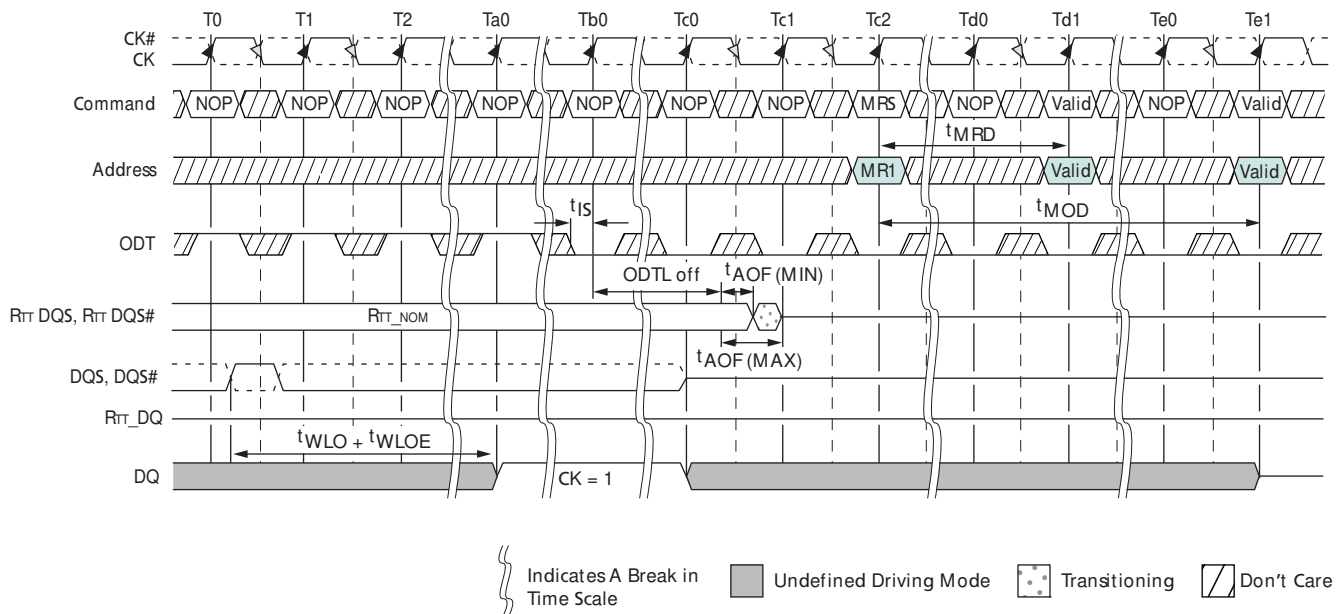 T0 T1 T2 Ta0 Tb0 Tc0 Tc1 Tc2 Td0 Td1 Te0 Te1
CK#
CK
Command NOP NOP NOP NOP NOP NOP NOP MRS NOP Valid NOP Valid
tMRD
Address MR1 Valid Valid
tIS tMOD
ODT
ODTL off tAOF (MIN)
RTT DQS, RTT DQS# RTT_NOM
tAOF (MAX)
DQS, DQS#
RTT_DQ
tWLO + tWLOE
DQ CK = 1
Indicates A Break in
Time Scale
Undefined Driving Mode Transitioning Don't Care